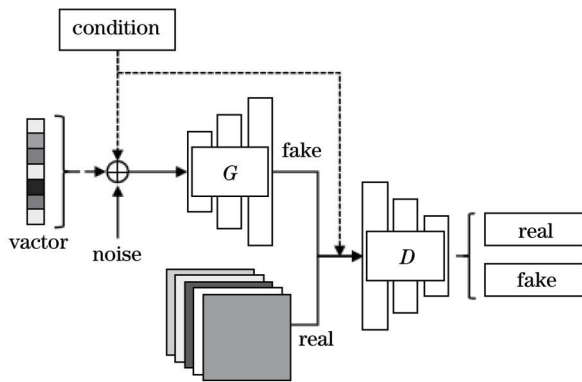 condition
vactor
noise
G
fake
real
D
real
fake